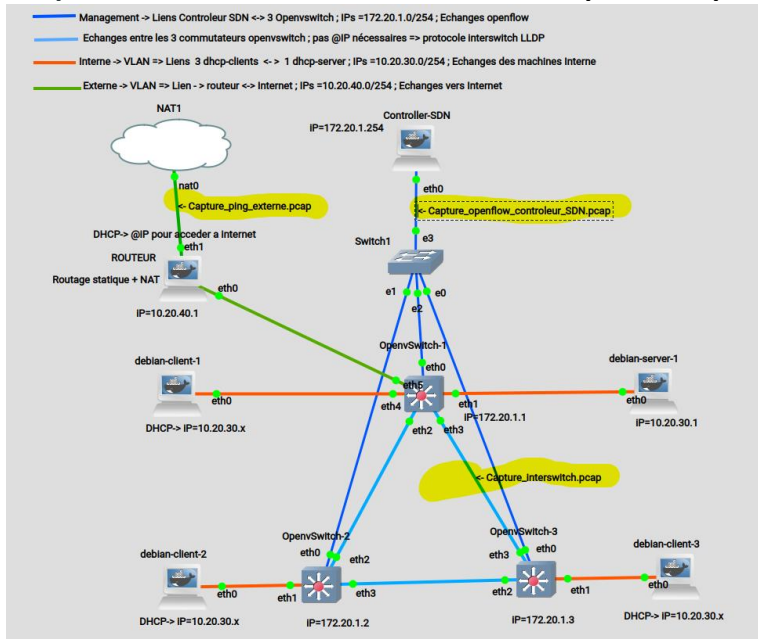 Management -> Liens Controleur SDN <-> 3 Openvswitch ; IPs =172.20.1.0/254 ; Echanges openflow
Echanges entre les 3 commutateurs openvswitch ; pas @IP nécessaires => protocole interswitch LLDP
Interne -> VLAN -> Liens 3 dhcp-clients <-> 1 dhcp-server ; IPs =10.20.30.0/254 ; Echanges des machines Interne
Externe -> VLAN -> Lien - > routeur <-> Internet ; IPs =10.20.40.0/254 ; Echanges vers Internet
NAT1
Controller-SDN
IP=172.20.1.254
nat0
eth0
<- Capture_ping_externe.pcap
<- Capture_openflow_controleur_SDN.pcap
DHCP-> @IP pour acceder a Internet
e3
eth1
Switch1
ROUTEUR
Routage statique + NAT
eth0
e1
e0
e2
IP=10.20.40.1
OpenvSwitch-1
debian-client-1
debian-server-1
eth0
eth5
eth0
eth4
eth1
eth0
IP=172.20.1.1
IP=10.20.30.1
DHCP-> IP=10.20.30.x
eth2
eth3
<- Capture_interswitch.pcap
OpenvSwitch-2
OpenvSwitch-3
debian-client-2
debian-client-3
eth0
eth2
eth3
eth0
eth0
eth1
eth3
eth2
eth1
eth0
DHCP-> IP=10.20.30.x
IP=172.20.1.2
IP=172.20.1.3
DHCP-> IP=10.20.30.x